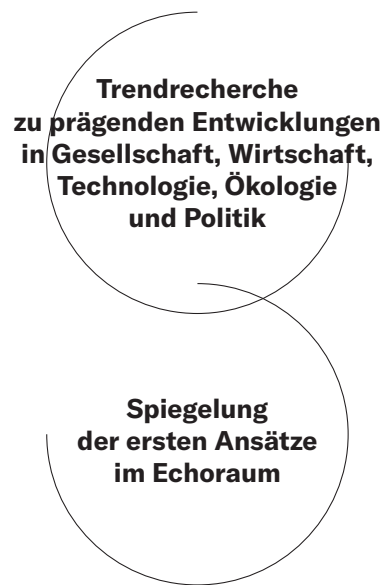 Trendrecherche
zu prägenden Entwicklungen
in Gesellschaft, Wirtschaft,
Technologie, Ökologie
und Politik
Spiegelung
der ersten Ansätze
im Echoraum